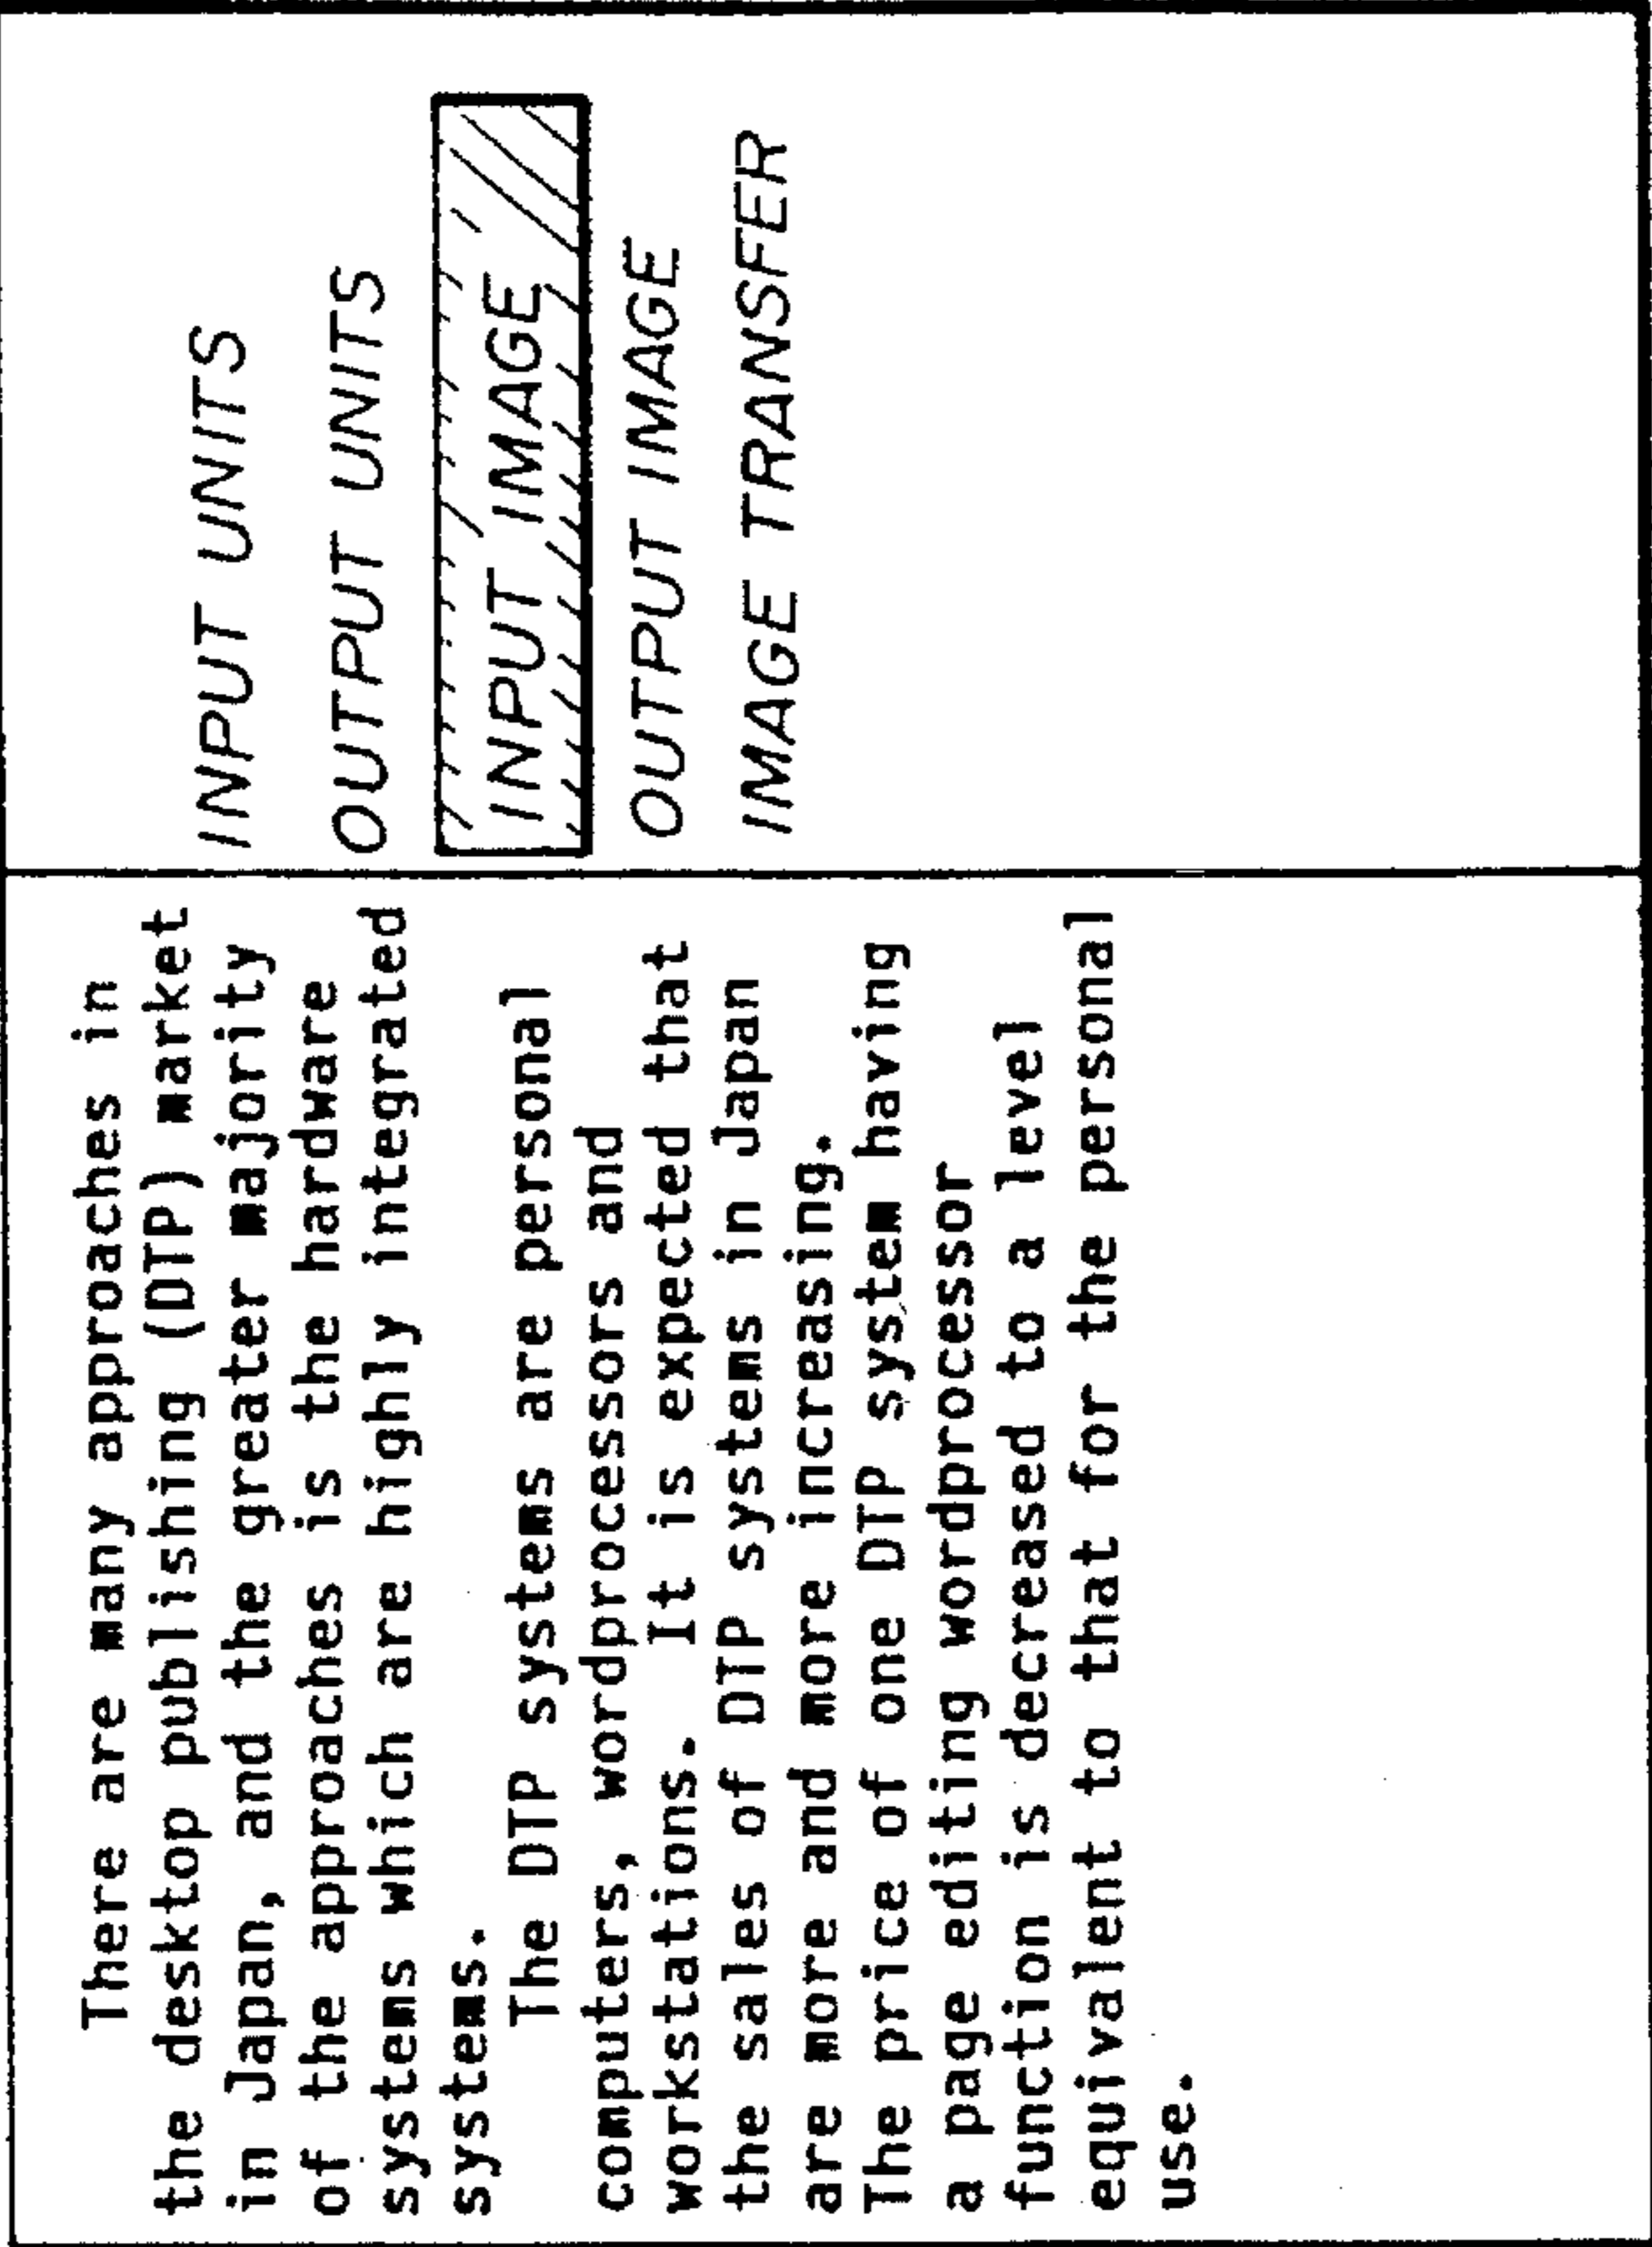 There are many approaches in
the desktop publishing (DTP) market
in Japan, and the greater majority
of the approaches is the hardware
systems which are highly integrated
systems.
The DTP systems are personal
computers, wordprocessors and
workstations. It is expected that
the sales of DTP systems in Japan
are more and more increasing.
The price of one DTP system having
a page editing wordprocessor
function is decreased to a level
equivalent to that for the personal
use.
INPUT UNITS
OUTPUT UNITS
INPUT IMAGE
OUTPUT IMAGE
IMAGE TRANSFER